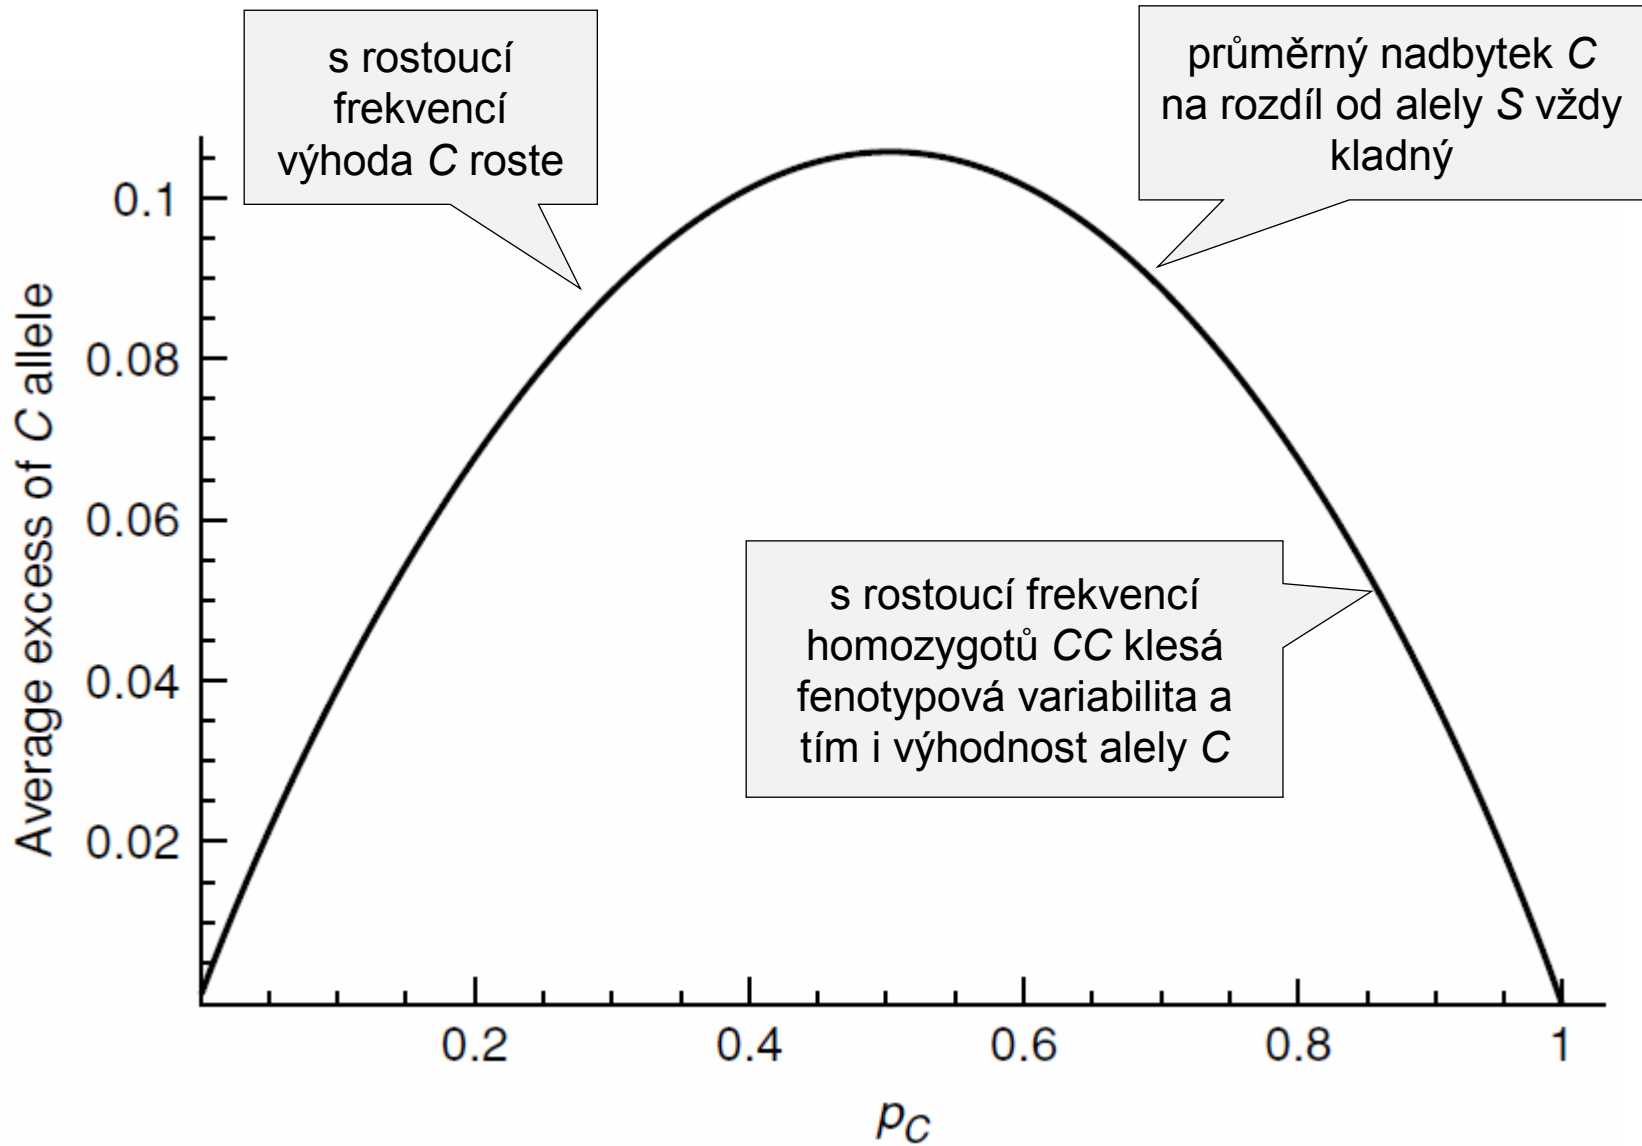 s rostoucí
frekvencí
výhoda C roste
průměrný nadbytek C
na rozdíl od alely S vždy
kladný
s rostoucí frekvencí
homozygotů CC klesá
fenotypová variabilita a
tím i výhodnost alely C
Average excess of C allele
0.1
0.08
0.06
0.04
0.02
0.2
0.4
0.6
0.8
1
pC